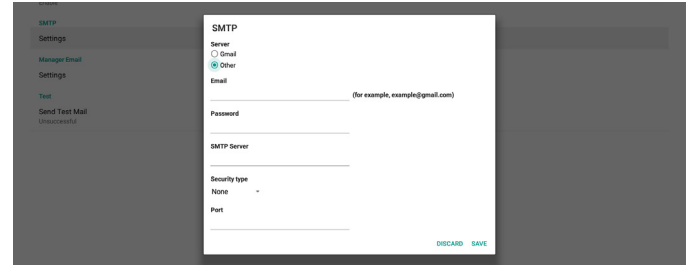 Enable
SMTP
Settings
Manager Email
Settings
Test
Send Test Mail
Unsuccessful
SMTP
Server
Gmail
Other
Email
(for example, example@gmail.com)
Password
SMTP Server
Security type
None
Port
DISCARD SAVE